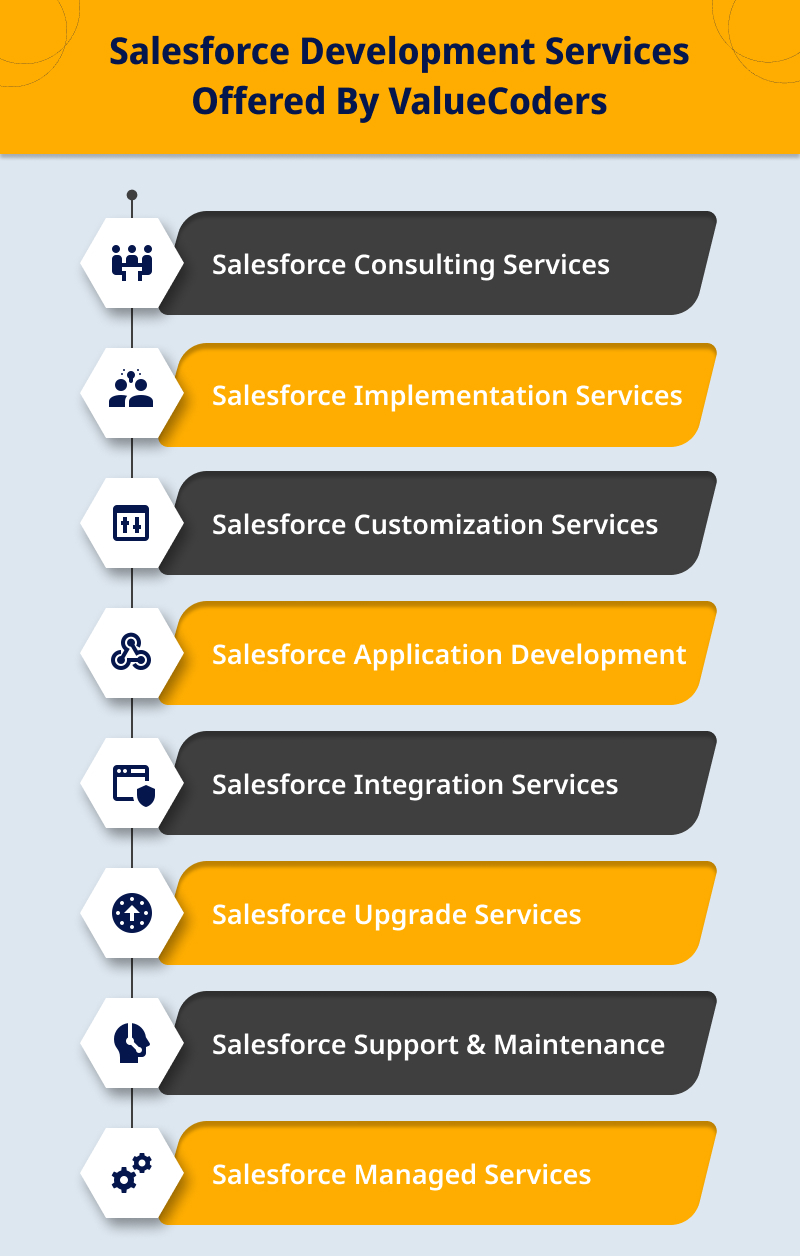 Salesforce Development Services
Offered By ValueCoders
Salesforce Consulting Services
Salesforce Implementation Services
Salesforce Customization Services
Salesforce Application Development
Salesforce Integration Services
Salesforce Upgrade Services
Salesforce Support & Maintenance
Salesforce Managed Services